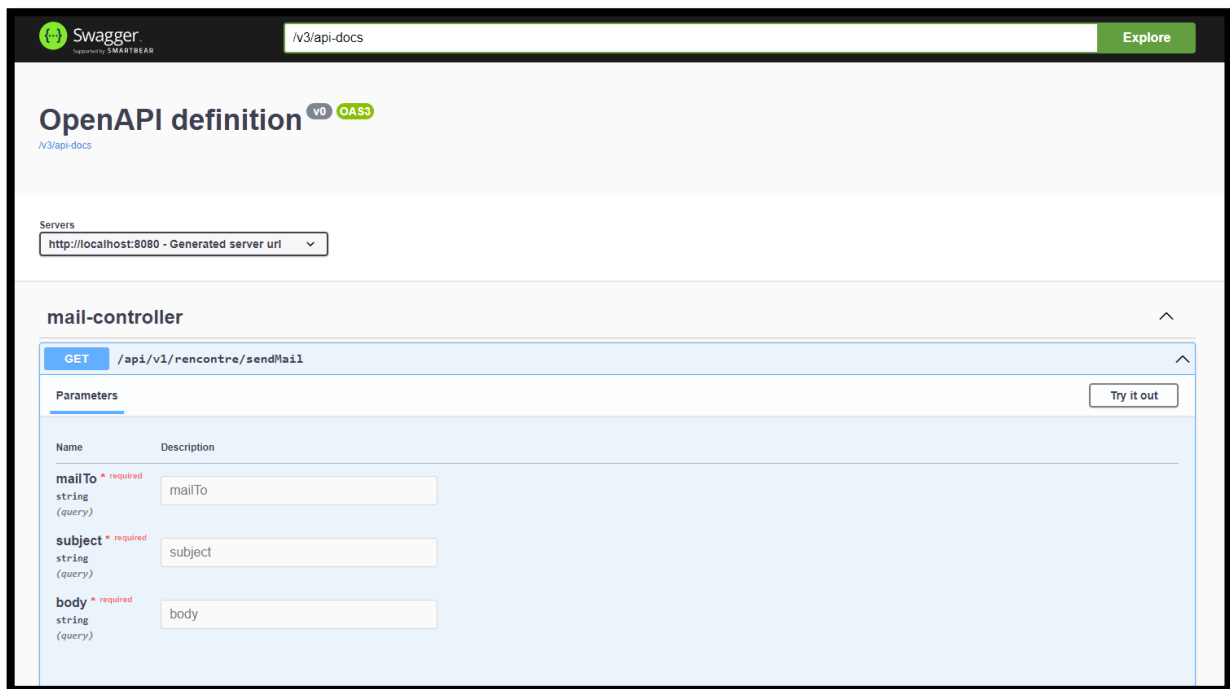 Swagger.
Supported by SMARTBEAR
/v3/api-docs
Explore
OpenAPI definition v0 OAS3
/v3/api-docs
Servers
http://localhost:8080 - Generated server url
mail-controller
GET /api/v1/rencontre/sendMail
Parameters
Try it out
Name Description
mailTo * required
string
(query)
mailTo
subject * required
string
(query)
subject
body * required
string
(query)
body